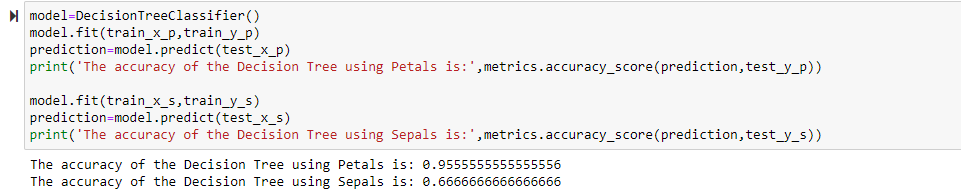 model=DecisionTreeClassifier()
model.fit(train_x_p,train_y_p)
prediction=model.predict(test_x_p)
print('The accuracy of the Decision Tree using Petals is:',metrics.accuracy_score(prediction,test_y_p))
model.fit(train_x_s,train_y_s)
prediction=model.predict(test_x_s)
print('The accuracy of the Decision Tree using Sepals is:',metrics.accuracy_score(prediction,test_y_s))
The accuracy of the Decision Tree using Petals is: 0.9555555555555556
The accuracy of the Decision Tree using Sepals is: 0.6666666666666666